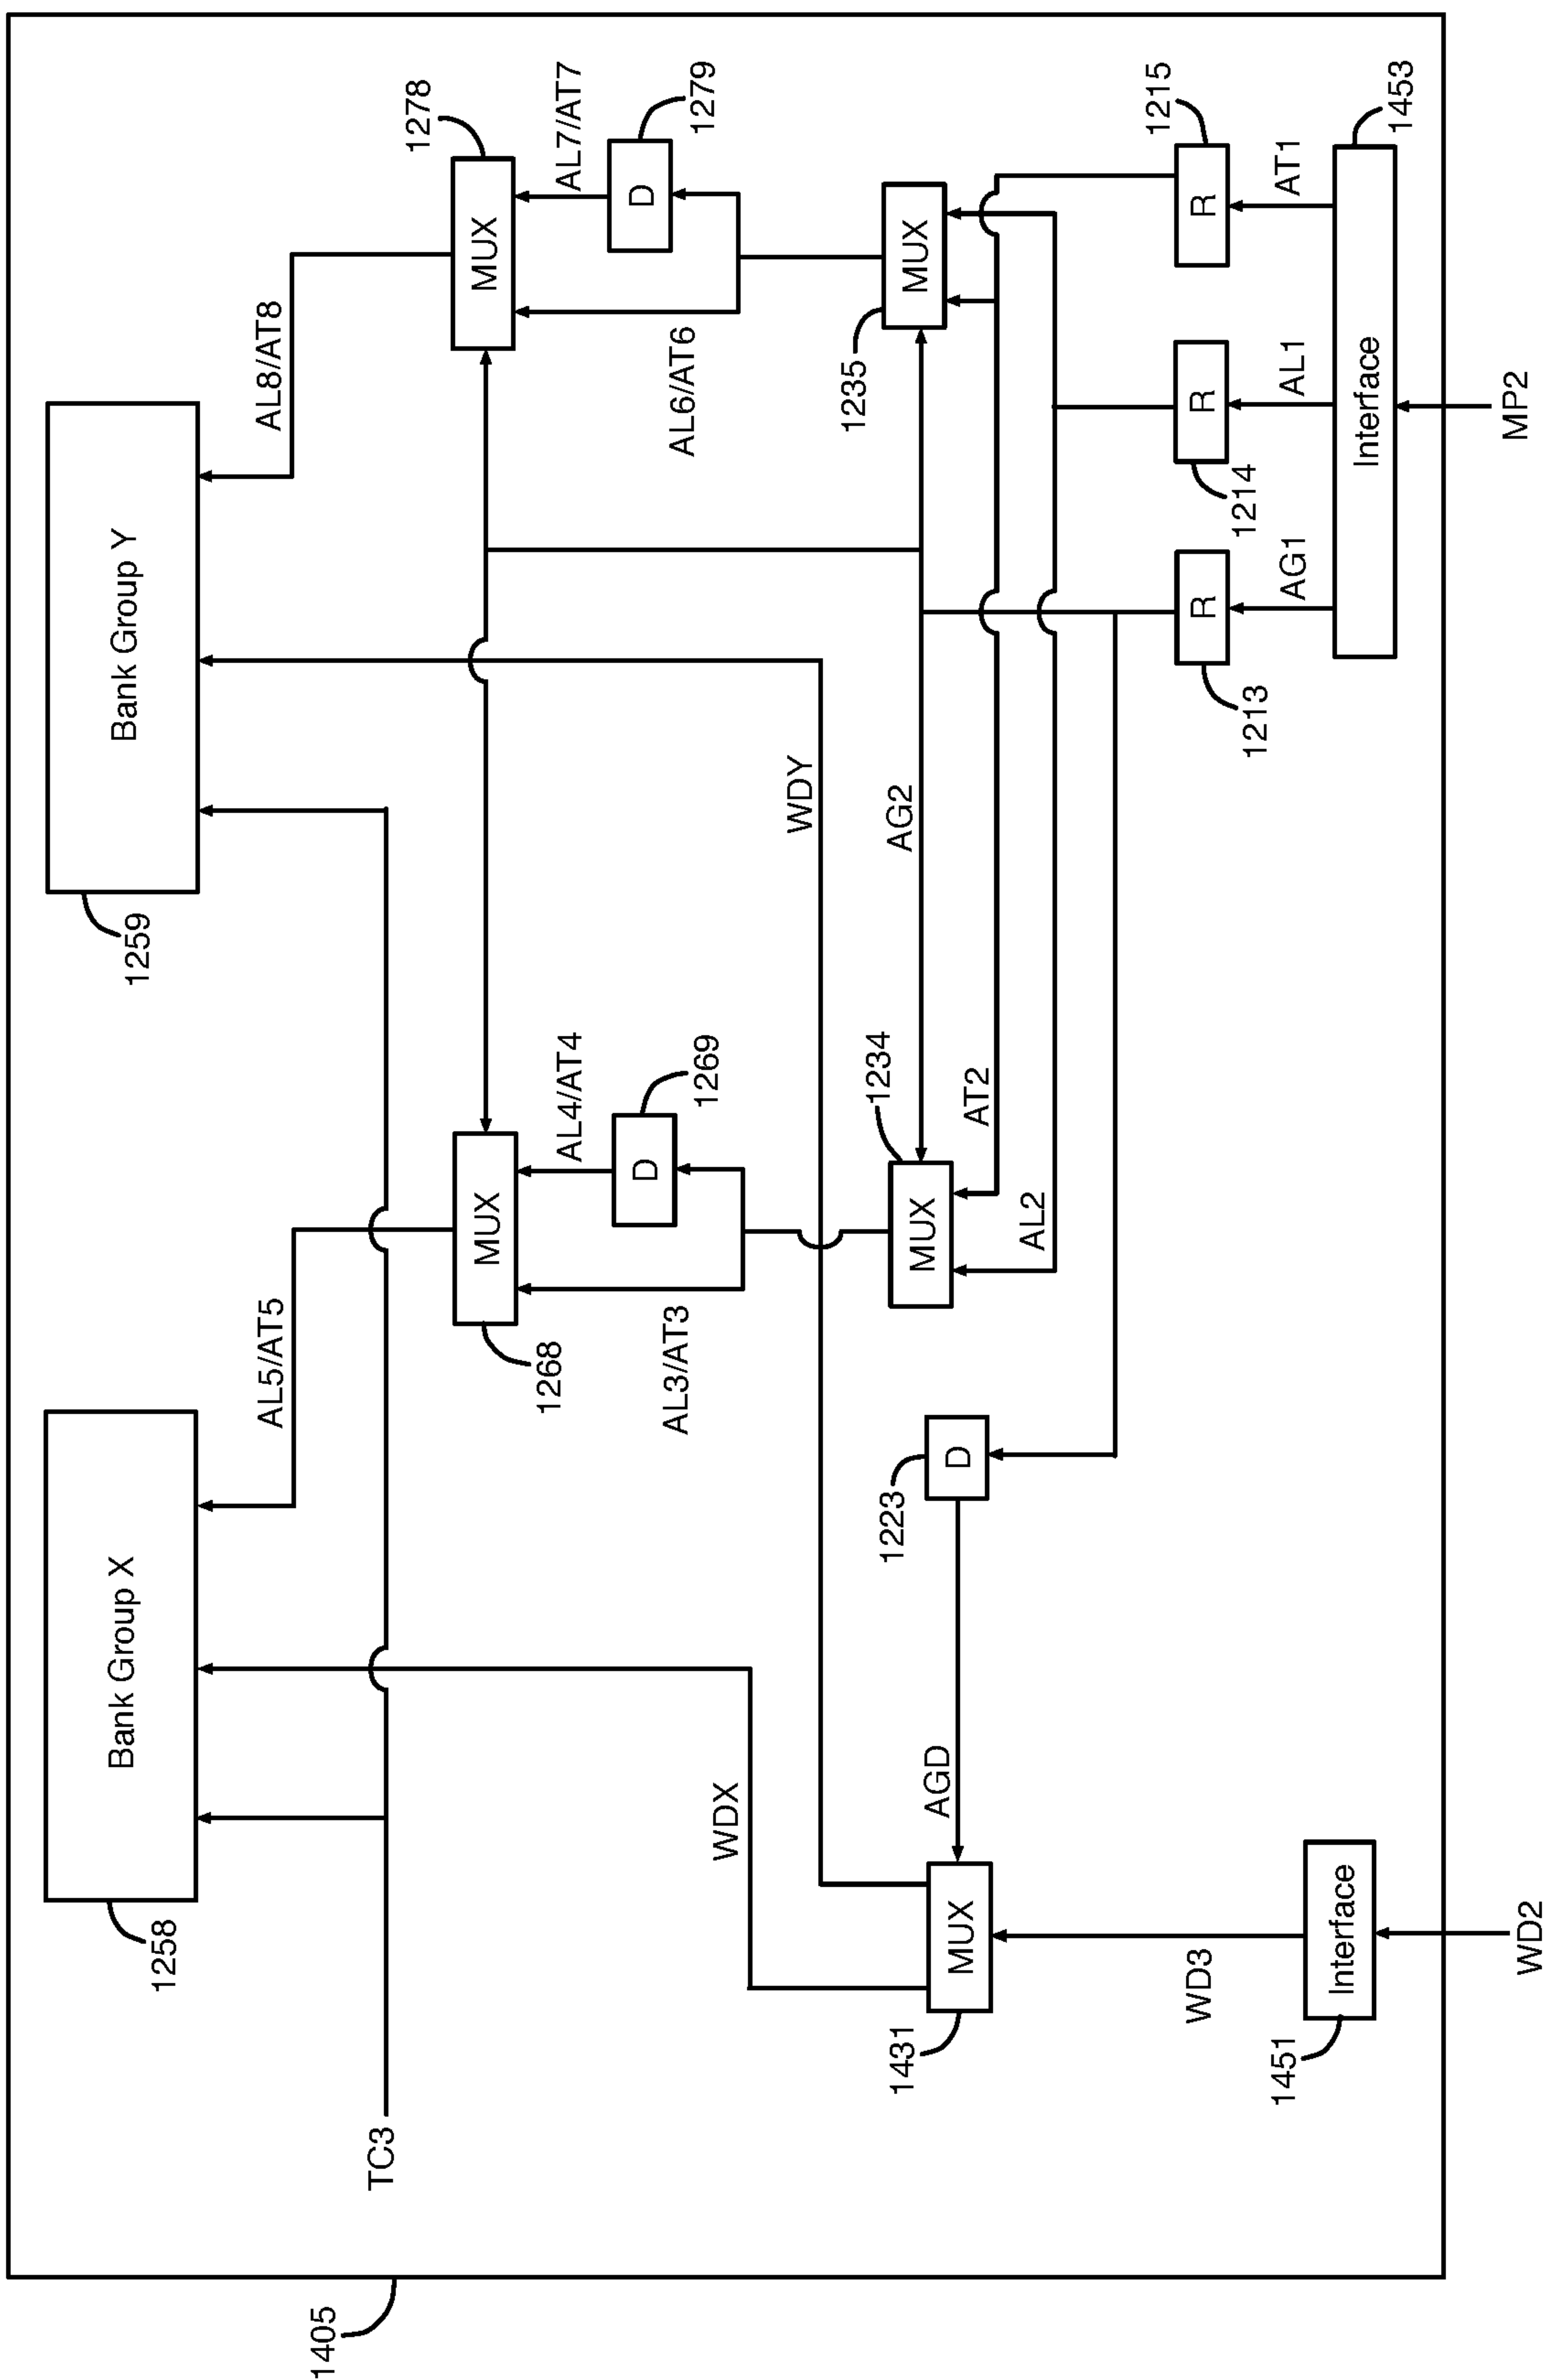 1405
TC3
1258
Bank Group X
1259
Bank Group Y
AL5/AT5
AL8/AT8
1268
MUX
1278
MUX
AL4/AT4
AL7/AT7
D
1269
D
1279
AL3/AT3
AL6/AT6
WDX
WDY
1431
MUX
AGD
1223
D
1234
MUX
AG2
1235
MUX
AT2
AL2
WD3
1213
R
1214
R
1215
R
AG1
AL1
AT1
1451
Interface
Interface
1453
WD2
MP2